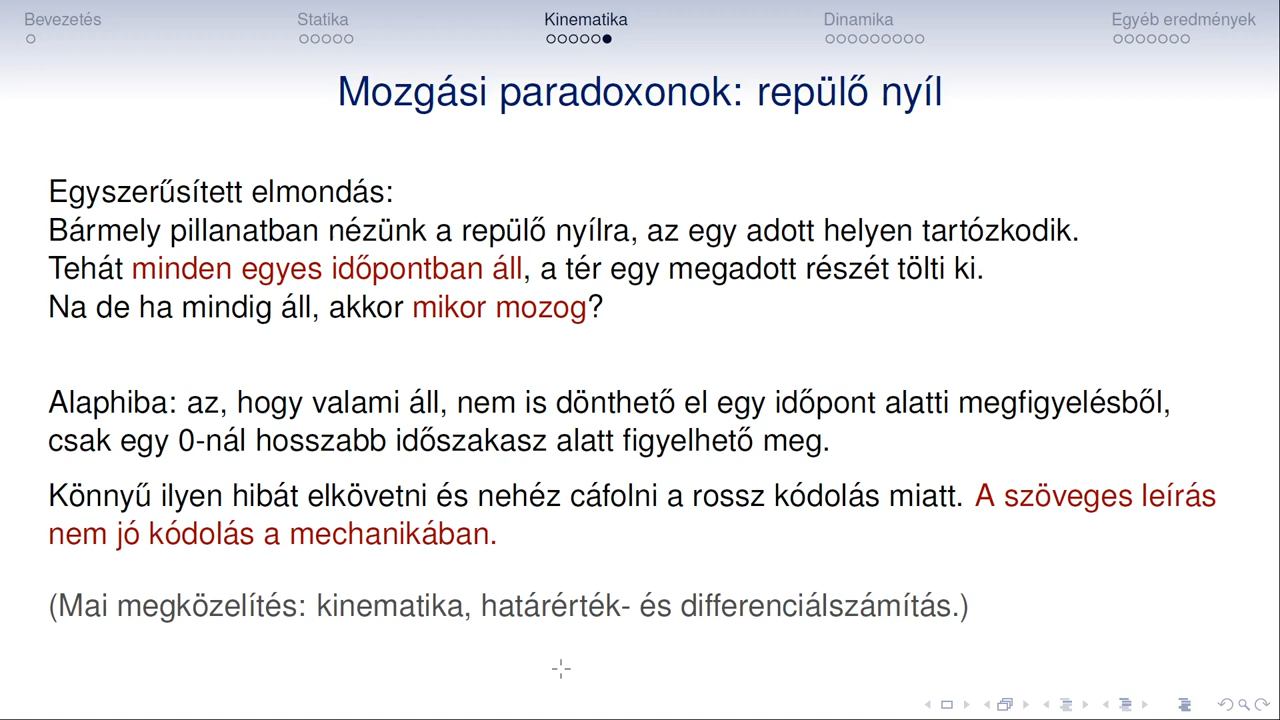 Bevezetés Statika Kinematika Dinamika Egyéb eredmények
Mozgási paradoxonok: repülő nyíl
Egyszerűsített elmondás:
Bármely pillanatban nézünk a repülő nyílra, az egy adott helyen tartózkodik.
Tehát minden egyes időpontban áll, a tér egy megadott részét tölti ki.
Na de ha mindig áll, akkor mikor mozog?
Alaphiba: az, hogy valami áll, nem is dönthető el egy időpont alatti megfigyelésből,
csak egy 0-nál hosszabb időszakasz alatt figyelhető meg.
Könnyű ilyen hibát elkövetni és nehéz cáfolni a rossz kódolás miatt. A szöveges leírás
nem jó kódolás a mechanikában.
(Mai megközelítés: kinematika, határérték- és differenciálszámítás.)